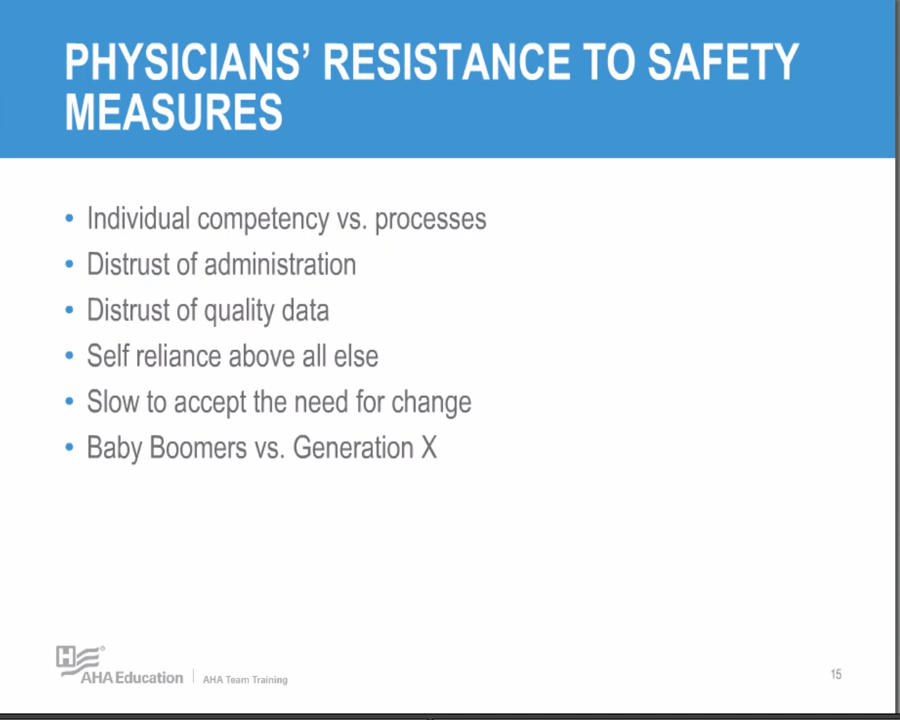 PHYSICIANS’ RESISTANCE TO SAFETY
MEASURES
• Individual competency vs. processes
• Distrust of administration
• Distrust of quality data
• Self reliance above all else
• Slow to accept the need for change
• Baby Boomers vs. Generation X
H
AHA Education | AHA Team Training
15